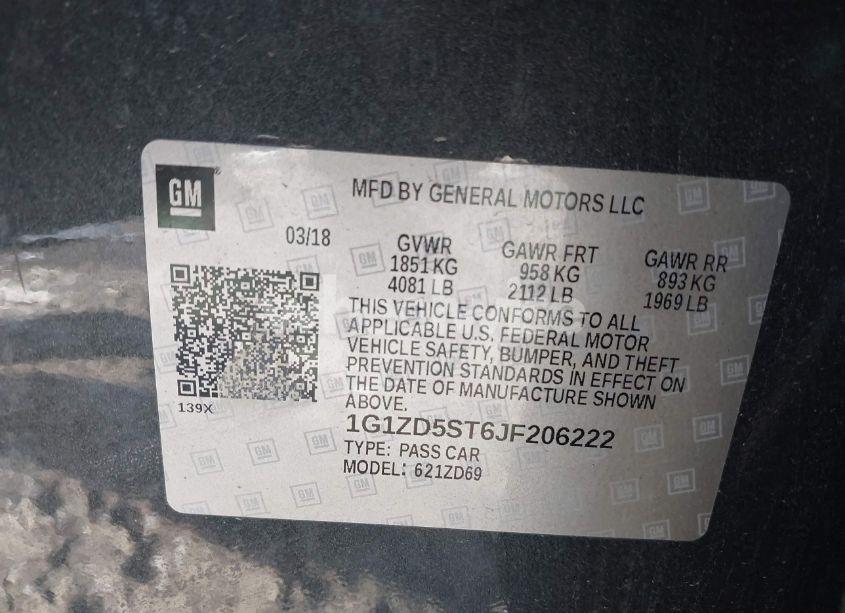 GM
MFD BY GENERAL MOTORS LLC
03/18
GVWR
1851 KG
4081 LB
GAWR FRT
958 KG
2112 LB
GAWR RR
893 KG
1969 LB
THIS VEHICLE CONFORMS TO ALL
APPLICABLE U.S. FEDERAL MOTOR
VEHICLE SAFETY, BUMPER, AND THEFT
PREVENTION STANDARDS IN EFFECT ON
THE DATE OF MANUFACTURE SHOWN
ABOVE.
139X
1G1ZD5ST6JF206222
TYPE: PASS CAR
MODEL: 621ZD69